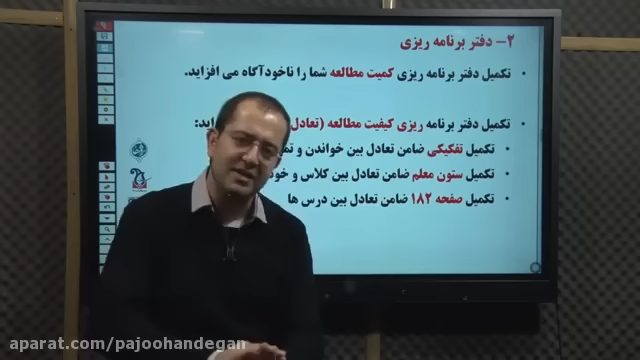 ۲- دفتر برنامه ریزی
• تکمیل دفتر برنامه ریزی کمیت مطالعه شما را ناخودآگاه می افزاید.
• تکمیل دفتر برنامه ریزی کیفیت مطالعه (تعادل
• تکمیل تفکیکی ضامن تعادل بین خواندن و
• تکمیل ستون معلم ضامن تعادل بین کلاس و
• تکمیل صفحه ۱۸۲ ضامن تعادل بین درس ها
aparat.com/pajoohandegan